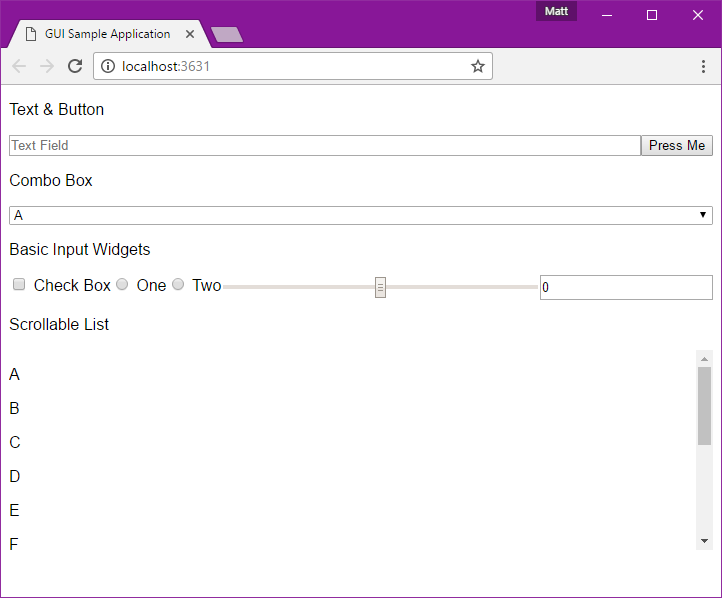 Matt
GUI Sample Application
localhost:3631
Text & Button
Text Field Press Me
Combo Box
A
Basic Input Widgets
Check Box One Two 0
Scrollable List
A
B
C
D
E
F